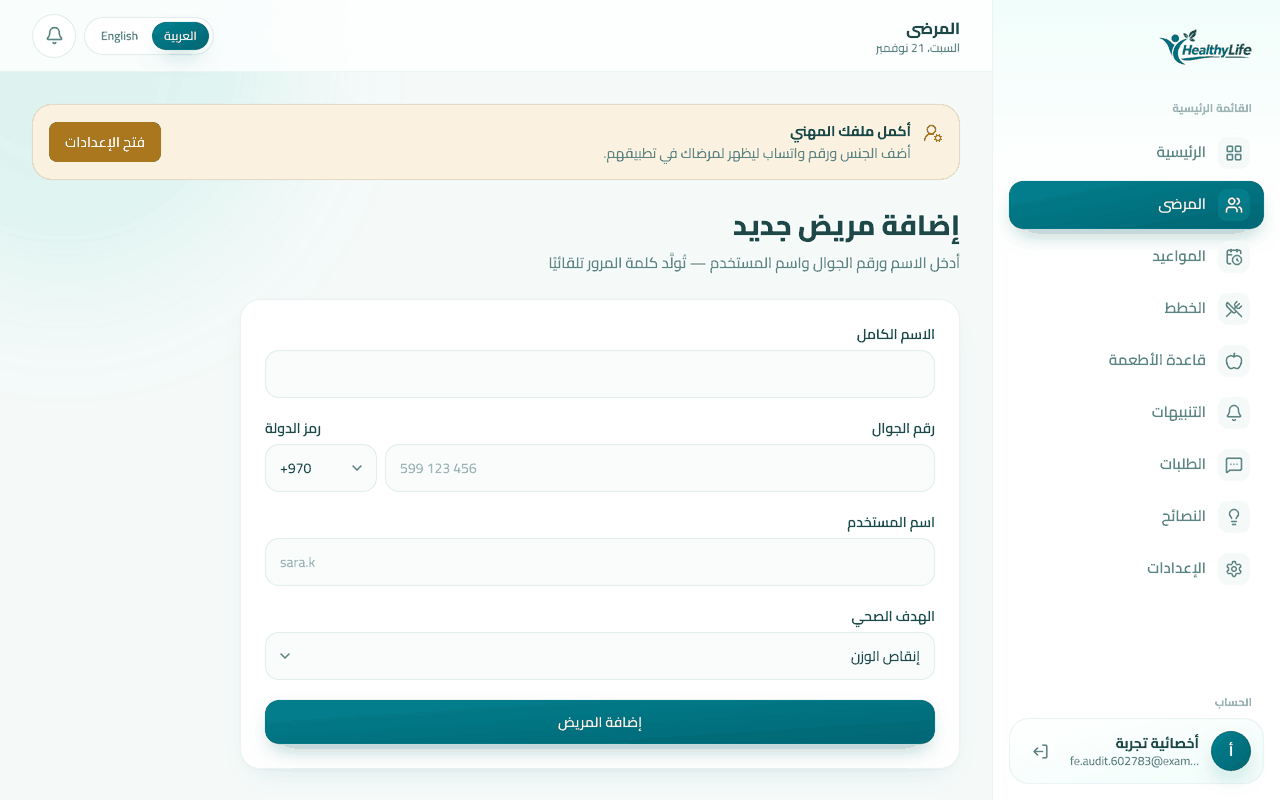 HealthyLife
القائمة الرئيسية
الرئيسية
المرضى
المواعيد
الخطط
قاعدة الأطعمة
التنبيهات
الطلبات
النصائح
الإعدادات
الحساب
أ
أخصائية تجربة
fe.audit.602783@exam...
المرضى
السبت، 21 نوفمبر
العربية
English
أكمل ملفك المهني
أضف الجنس ورقم واتساب ليظهر لمرضاك في تطبيقهم.
فتح الإعدادات
إضافة مريض جديد
أدخل الاسم ورقم الجوال واسم المستخدم — تُولَّد كلمة المرور تلقائيًا
الاسم الكامل
رقم الجوال
599 123 456
رمز الدولة
+970
اسم المستخدم
sara.k
الهدف الصحي
إنقاص الوزن
إضافة المريض